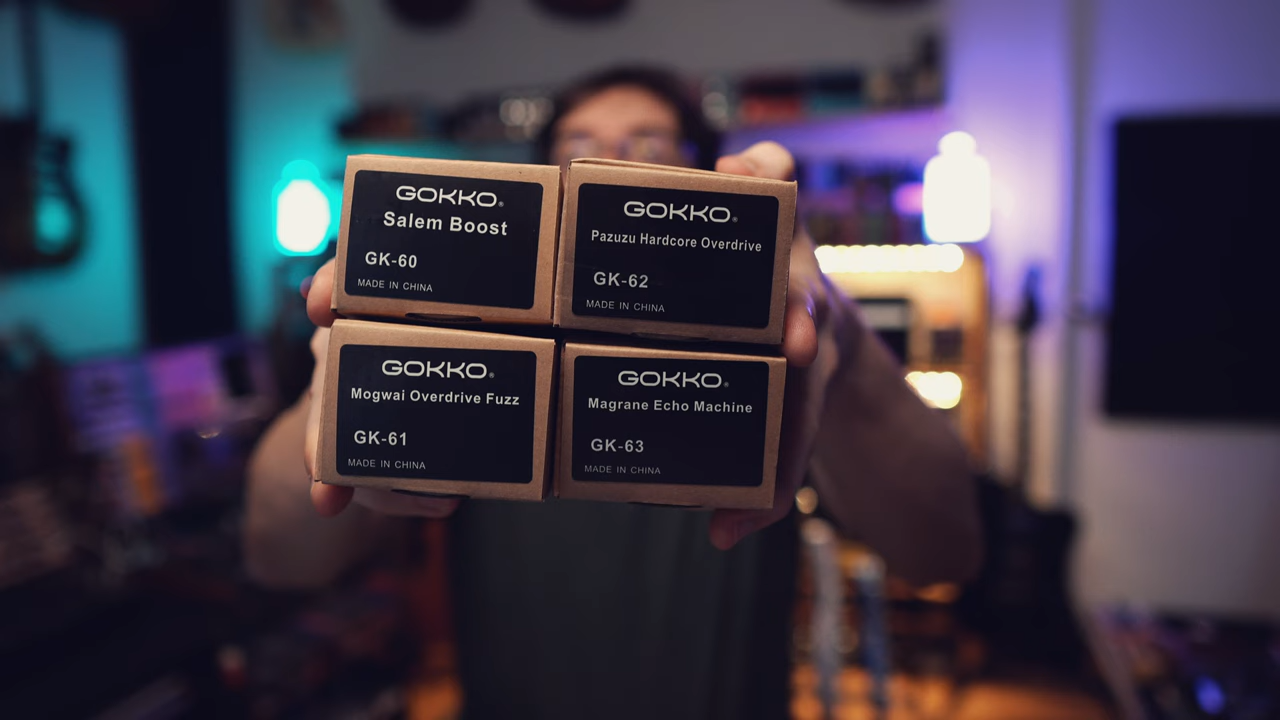 GOKKO®
Salem Boost
GK-60
MADE IN CHINA
GOKKO®
Pazuzu Hardcore Overdrive
GK-62
MADE IN CHINA
GOKKO®
Mogwai Overdrive Fuzz
GK-61
MADE IN CHINA
GOKKO®
Magrane Echo Machine
GK-63
MADE IN CHINA